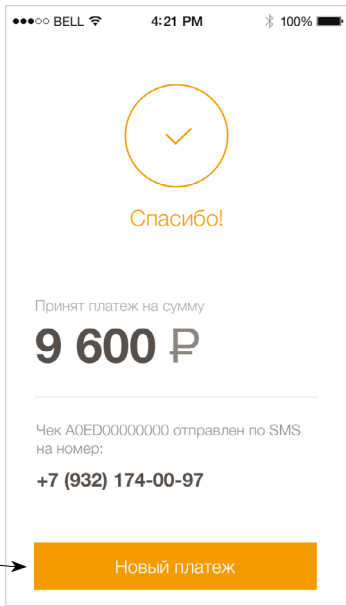 BELL 4:21 PM 100%
Спасибо!
Принят платеж на сумму
9 600 ₽
Чек A0ED00000000 отправлен по SMS
на номер:
+7 (932) 174-00-97
Новый платеж